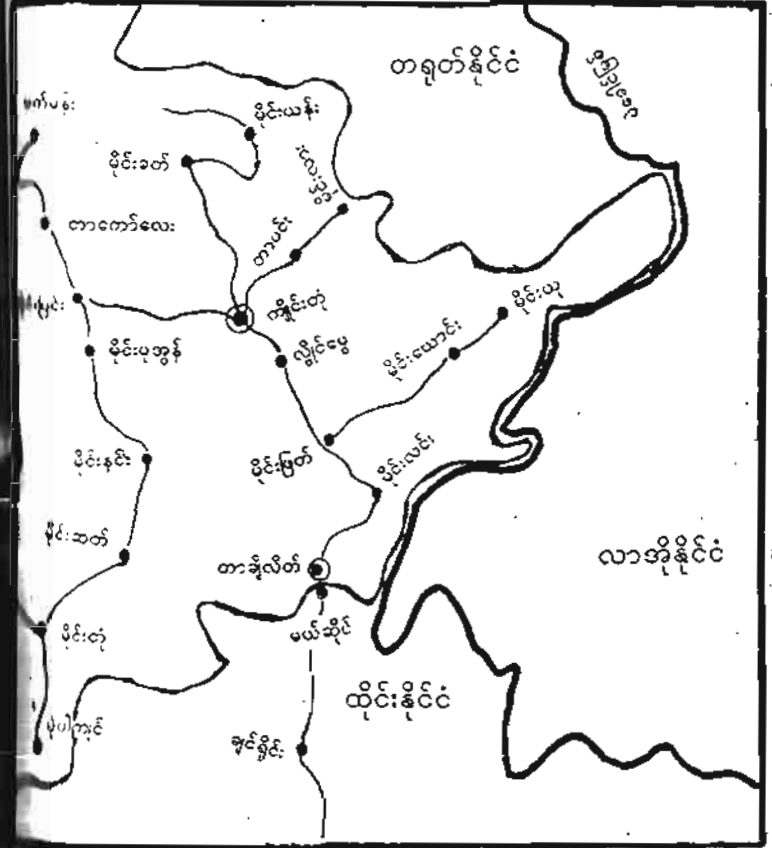 တရုတ်နိုင်ငံ
မိုင်းယန်း
မိုင်းခတ်
တာကော်လေး
တာပင်း
ကျိုင်းတုံ
မိုင်းယု
မိုင်းယောင်း
လွိုင်မွေ
မိုင်းပုအွန်
မိုင်းဖြတ်
မိုင်းလင်း
မိုင်းနင်း
မိုင်းဆတ်
တာချီလိတ်
လာအိုနိုင်ငံ
မိုင်းတုံ
မယ်ဆိုင်
ထိုင်းနိုင်ငံ
ချင်ရိုင်း